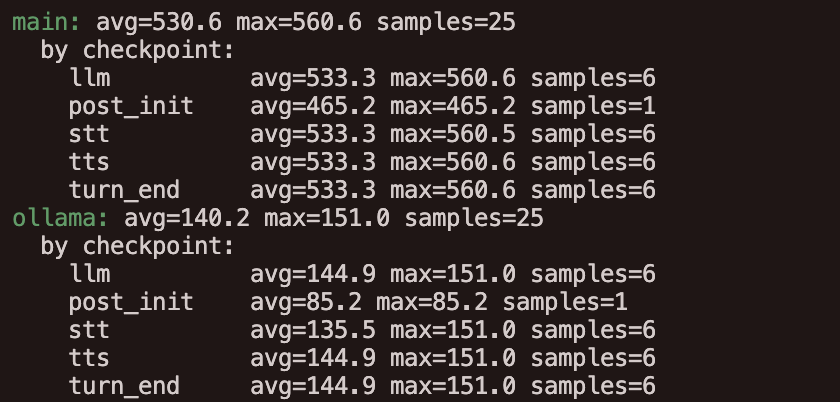 main: avg=530.6 max=560.6 samples=25
  by checkpoint:
    llm          avg=533.3 max=560.6 samples=6
    post_init    avg=465.2 max=465.2 samples=1
    stt          avg=533.3 max=560.5 samples=6
    tts          avg=533.3 max=560.6 samples=6
    turn_end     avg=533.3 max=560.6 samples=6
ollama: avg=140.2 max=151.0 samples=25
  by checkpoint:
    llm          avg=144.9 max=151.0 samples=6
    post_init    avg=85.2 max=85.2 samples=1
    stt          avg=135.5 max=151.0 samples=6
    tts          avg=144.9 max=151.0 samples=6
    turn_end     avg=144.9 max=151.0 samples=6